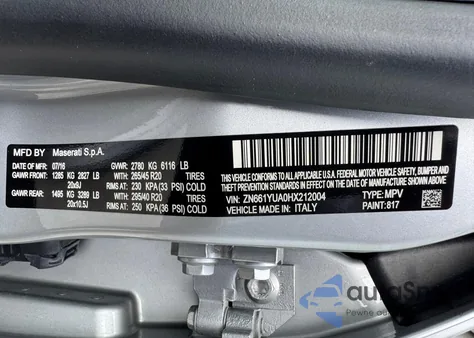 MFD BY Maserati S.p.A.
DATE OF MFR: 07/16 GVWR: 2780 KG 6116 LB
GAWR FRONT: 1285 KG 2827 LB WITH: 265/45 R20 TIRES
20x9J RIMS AT: 230 KPA (33 PSI) COLD
GAWR REAR: 1495 KG 3289 LB WITH: 295/40 R20 TIRES
20x10.5J RIMS AT: 250 KPA (36 PSI) COLD
THIS VEHICLE CONFORMS TO ALL APPLICABLE U.S.A. FEDERAL MOTOR VEHICLE SAFETY, BUMPER AND
THEFT PREVENTION STANDARDS IN EFFECT ON THE DATE OF MANUFACTURE SHOWN ABOVE.
VIN: ZN661YUA0HX212004 TYPE: MPV
VEHICLE MADE IN: ITALY PAINT: 817